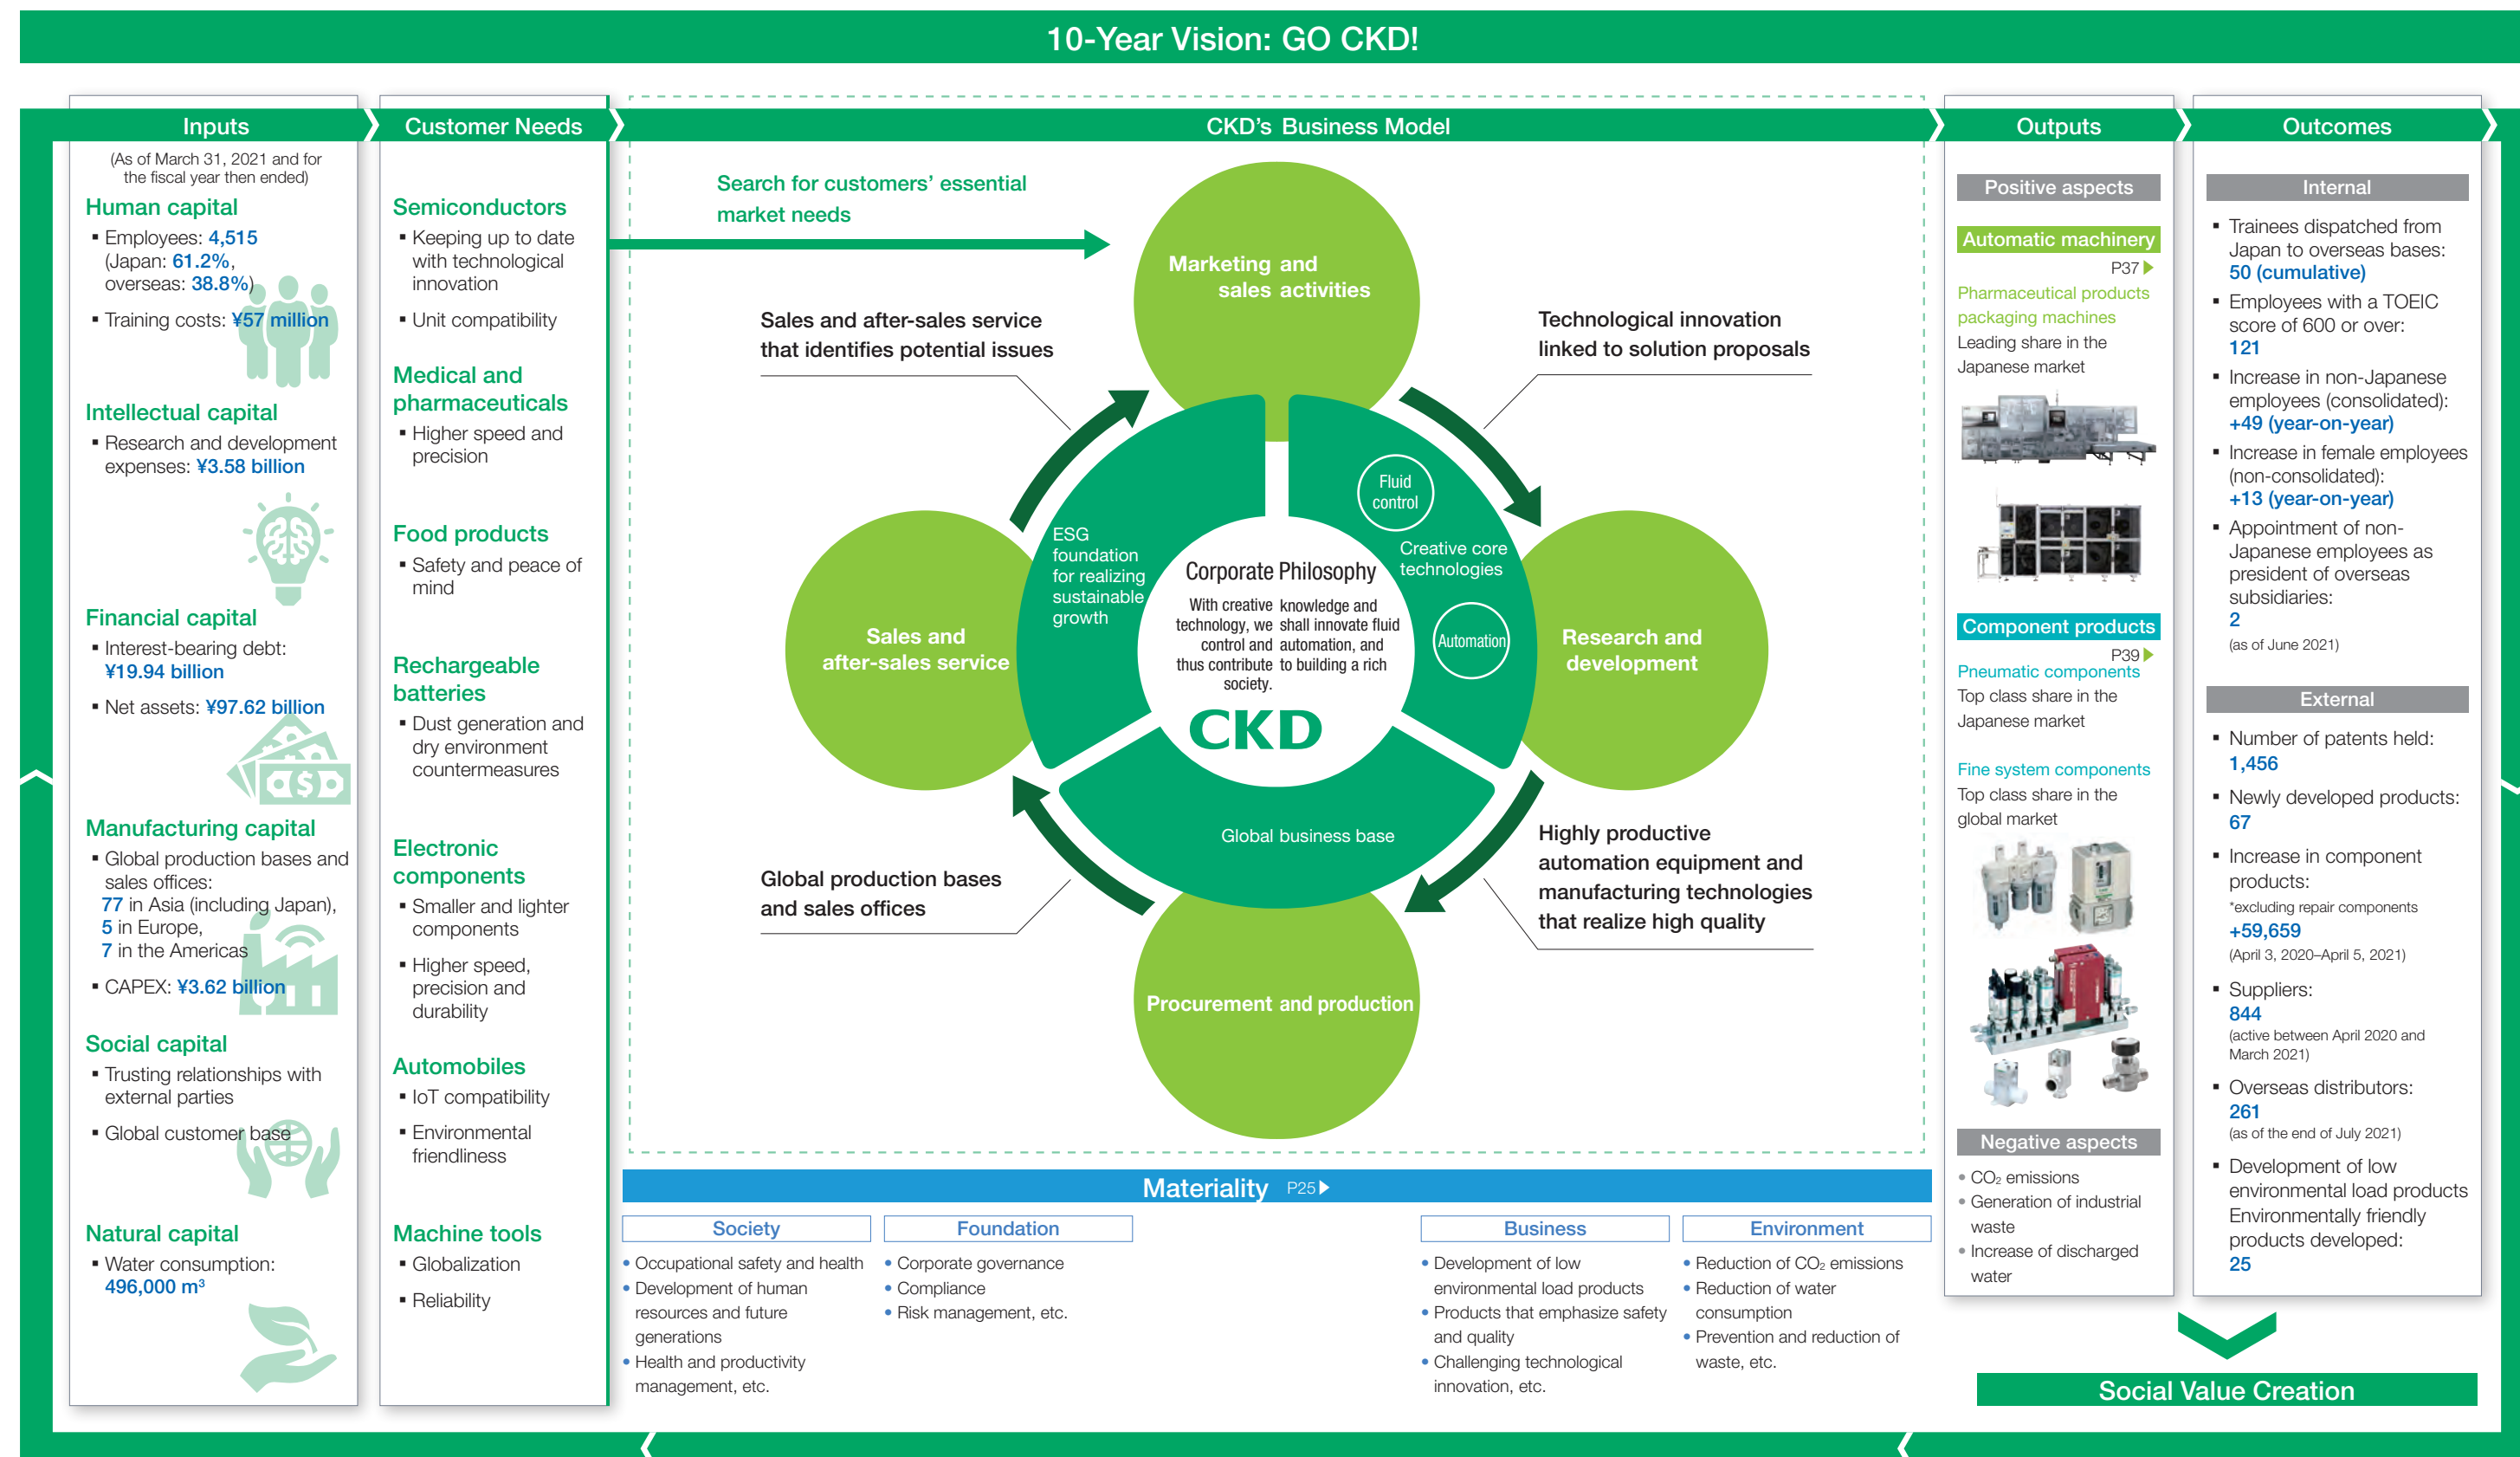 10-Year Vision: GO CKD!
Inputs
(As of March 31, 2021 and for
the fiscal year then ended)
Human capital
▪ Employees: 4,515
(Japan: 61.2%,
overseas: 38.8%)
▪ Training costs: ¥57 million
Intellectual capital
▪ Research and development
expenses: ¥3.58 billion
Financial capital
▪ Interest-bearing debt:
¥19.94 billion
▪ Net assets: ¥97.62 billion
Manufacturing capital
▪ Global production bases and
sales offices:
77 in Asia (including Japan),
5 in Europe,
7 in the Americas
▪ CAPEX: ¥3.62 billion
Social capital
▪ Trusting relationships with
external parties
▪ Global customer base
Natural capital
▪ Water consumption:
496,000 m³
Customer Needs
Semiconductors
▪ Keeping up to date
with technological
innovation
▪ Unit compatibility
Medical and
pharmaceuticals
▪ Higher speed and
precision
Food products
▪ Safety and peace of
mind
Rechargeable
batteries
▪ Dust generation and
dry environment
countermeasures
Electronic
components
▪ Smaller and lighter
components
▪ Higher speed,
precision and
durability
Automobiles
▪ IoT compatibility
▪ Environmental
friendliness
Machine tools
▪ Globalization
▪ Reliability
CKD's Business Model
Search for customers' essential
market needs
Marketing and
sales activities
Sales and after-sales service
that identifies potential issues
Technological innovation
linked to solution proposals
Fluid
control
ESG
foundation
for realizing
sustainable
growth
Creative core
technologies
Automation
Corporate Philosophy
With creative knowledge and
technology, we shall innovate fluid
control and automation, and
thus contribute to building a rich
society.
CKD
Sales and
after-sales service
Research and
development
Global business base
Global production bases
and sales offices
Highly productive
automation equipment and
manufacturing technologies
that realize high quality
Procurement and production
Materiality P25
Society
• Occupational safety and health
• Development of human
resources and future
generations
• Health and productivity
management, etc.
Foundation
• Corporate governance
• Compliance
• Risk management, etc.
Business
• Development of low
environmental load products
• Products that emphasize safety
and quality
• Challenging technological
innovation, etc.
Environment
• Reduction of CO₂ emissions
• Reduction of water
consumption
• Prevention and reduction of
waste, etc.
Outputs
Positive aspects
Automatic machinery
P37
Pharmaceutical products
packaging machines
Leading share in the
Japanese market
Component products
P39
Pneumatic components
Top class share in the
Japanese market
Fine system components
Top class share in the
global market
Negative aspects
• CO₂ emissions
• Generation of industrial
waste
• Increase of discharged
water
Outcomes
Internal
▪ Trainees dispatched from
Japan to overseas bases:
50 (cumulative)
▪ Employees with a TOEIC
score of 600 or over:
121
▪ Increase in non-Japanese
employees (consolidated):
+49 (year-on-year)
▪ Increase in female employees
(non-consolidated):
+13 (year-on-year)
▪ Appointment of non-
Japanese employees as
president of overseas
subsidiaries:
2
(as of June 2021)
External
▪ Number of patents held:
1,456
▪ Newly developed products:
67
▪ Increase in component
products:
*excluding repair components
+59,659
(April 3, 2020–April 5, 2021)
▪ Suppliers:
844
(active between April 2020 and
March 2021)
▪ Overseas distributors:
261
(as of the end of July 2021)
▪ Development of low
environmental load products
Environmentally friendly
products developed:
25
Social Value Creation